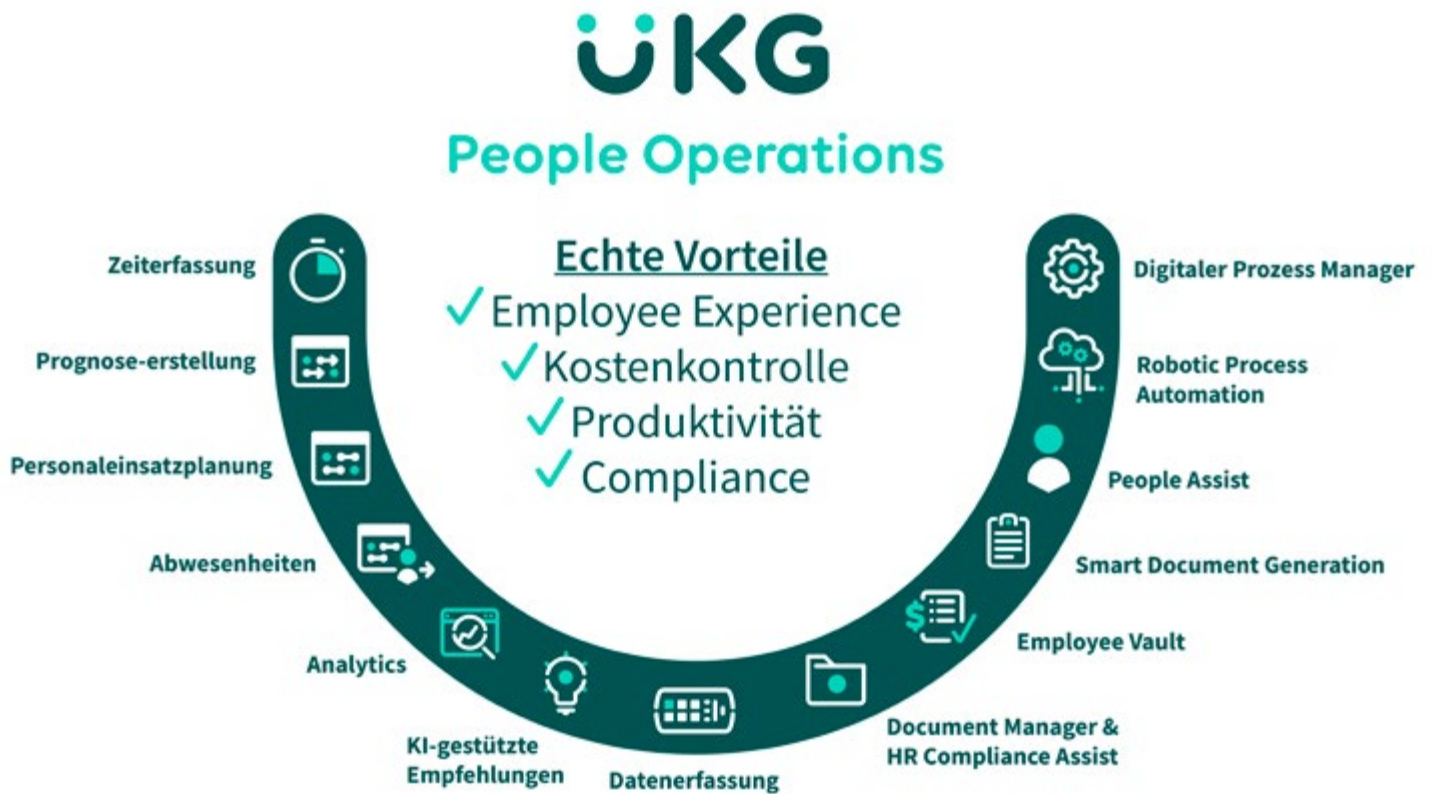 UKG
People Operations
Echte Vorteile
Employee Experience
Kostenkontrolle
Produktivität
Compliance
Zeiterfassung
Prognose-erstellung
Personaleinsatzplanung
Abwesenheiten
Analytics
KI-gestützte
Empfehlungen
Datenerfassung
Document Manager &
HR Compliance Assist
Employee Vault
Smart Document Generation
People Assist
Robotic Process
Automation
Digitaler Prozess Manager